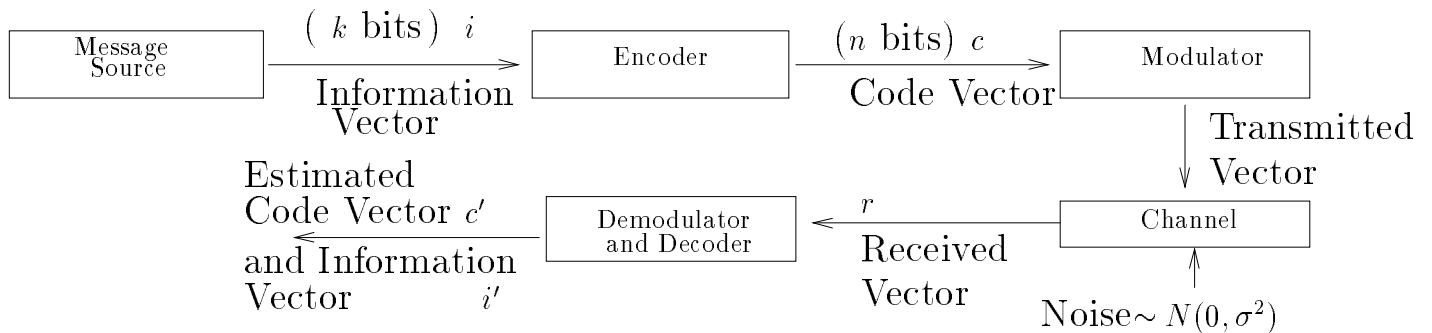 Message
Source
( k bits ) i
Information
Vector
Encoder
(n bits) c
Code Vector
Modulator
Transmitted
Vector
Channel
Noise~ N(0, σ²)
r
Received
Vector
Demodulator
and Decoder
Estimated
Code Vector c′
and Information
Vector i′